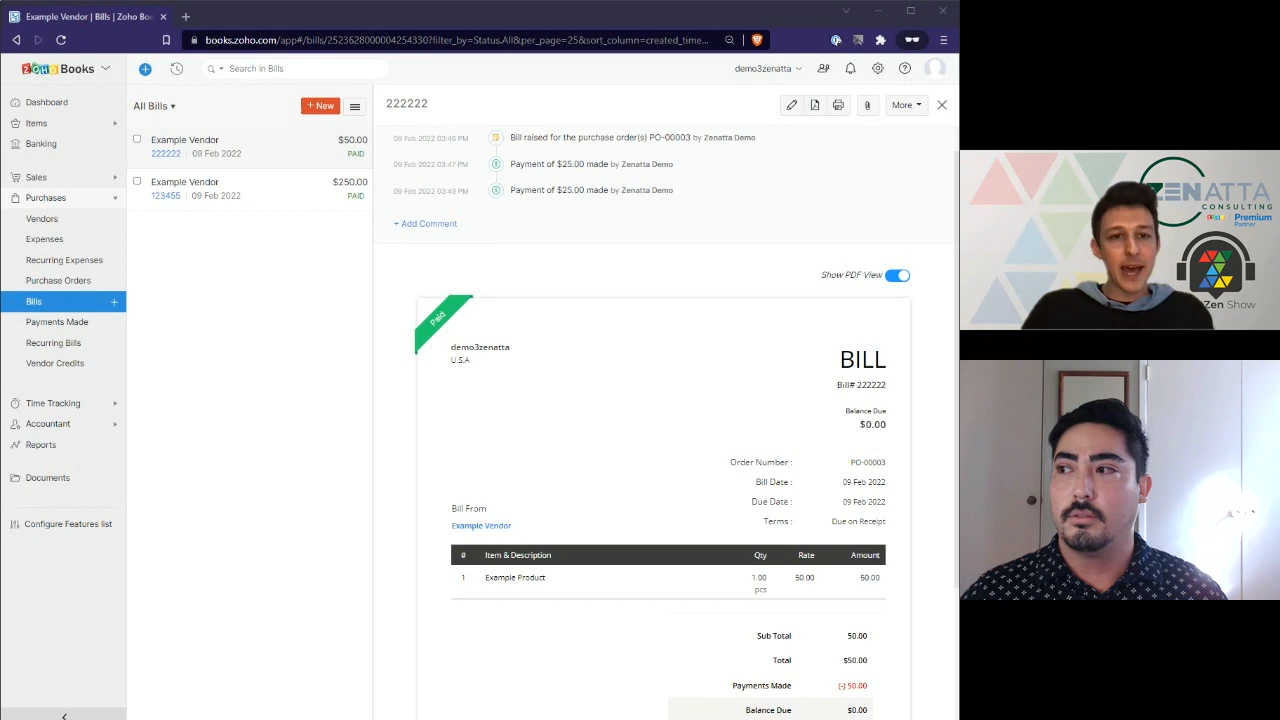 Example Vendor | Bills | Zoho Boo
books.zoho.com/app#/bills/2523628000004254330?filter_by=Status.All&per_page=25&sort_column=created_time...
ZOHO Books
Search in Bills
demo3zenatta
Dashboard
Items
Banking
Sales
Purchases
Vendors
Expenses
Recurring Expenses
Purchase Orders
Bills
Payments Made
Recurring Bills
Vendor Credits
Time Tracking
Accountant
Reports
Documents
Configure Features list
All Bills
+ New
Example Vendor $50.00
222222 09 Feb 2022 PAID
Example Vendor $250.00
123455 09 Feb 2022 PAID
222222
More
09 Feb 2022 03:46 PM Bill raised for the purchase order(s) PO-00003 by Zenatta Demo
09 Feb 2022 03:47 PM Payment of $25.00 made by Zenatta Demo
09 Feb 2022 03:48 PM Payment of $25.00 made by Zenatta Demo
+ Add Comment
Show PDF View
Paid
demo3zenatta
U.S.A
BILL
Bill# 222222
Balance Due
$0.00
Order Number : PO-00003
Bill Date : 09 Feb 2022
Due Date : 09 Feb 2022
Terms : Due on Receipt
Bill From
Example Vendor
# Item & Description Qty Rate Amount
1 Example Product 1.00 50.00 50.00
pcs
Sub Total 50.00
Total $50.00
Payments Made (-) 50.00
Balance Due $0.00
ZENATTA
CONSULTING
Premium
Partner
Zen Show